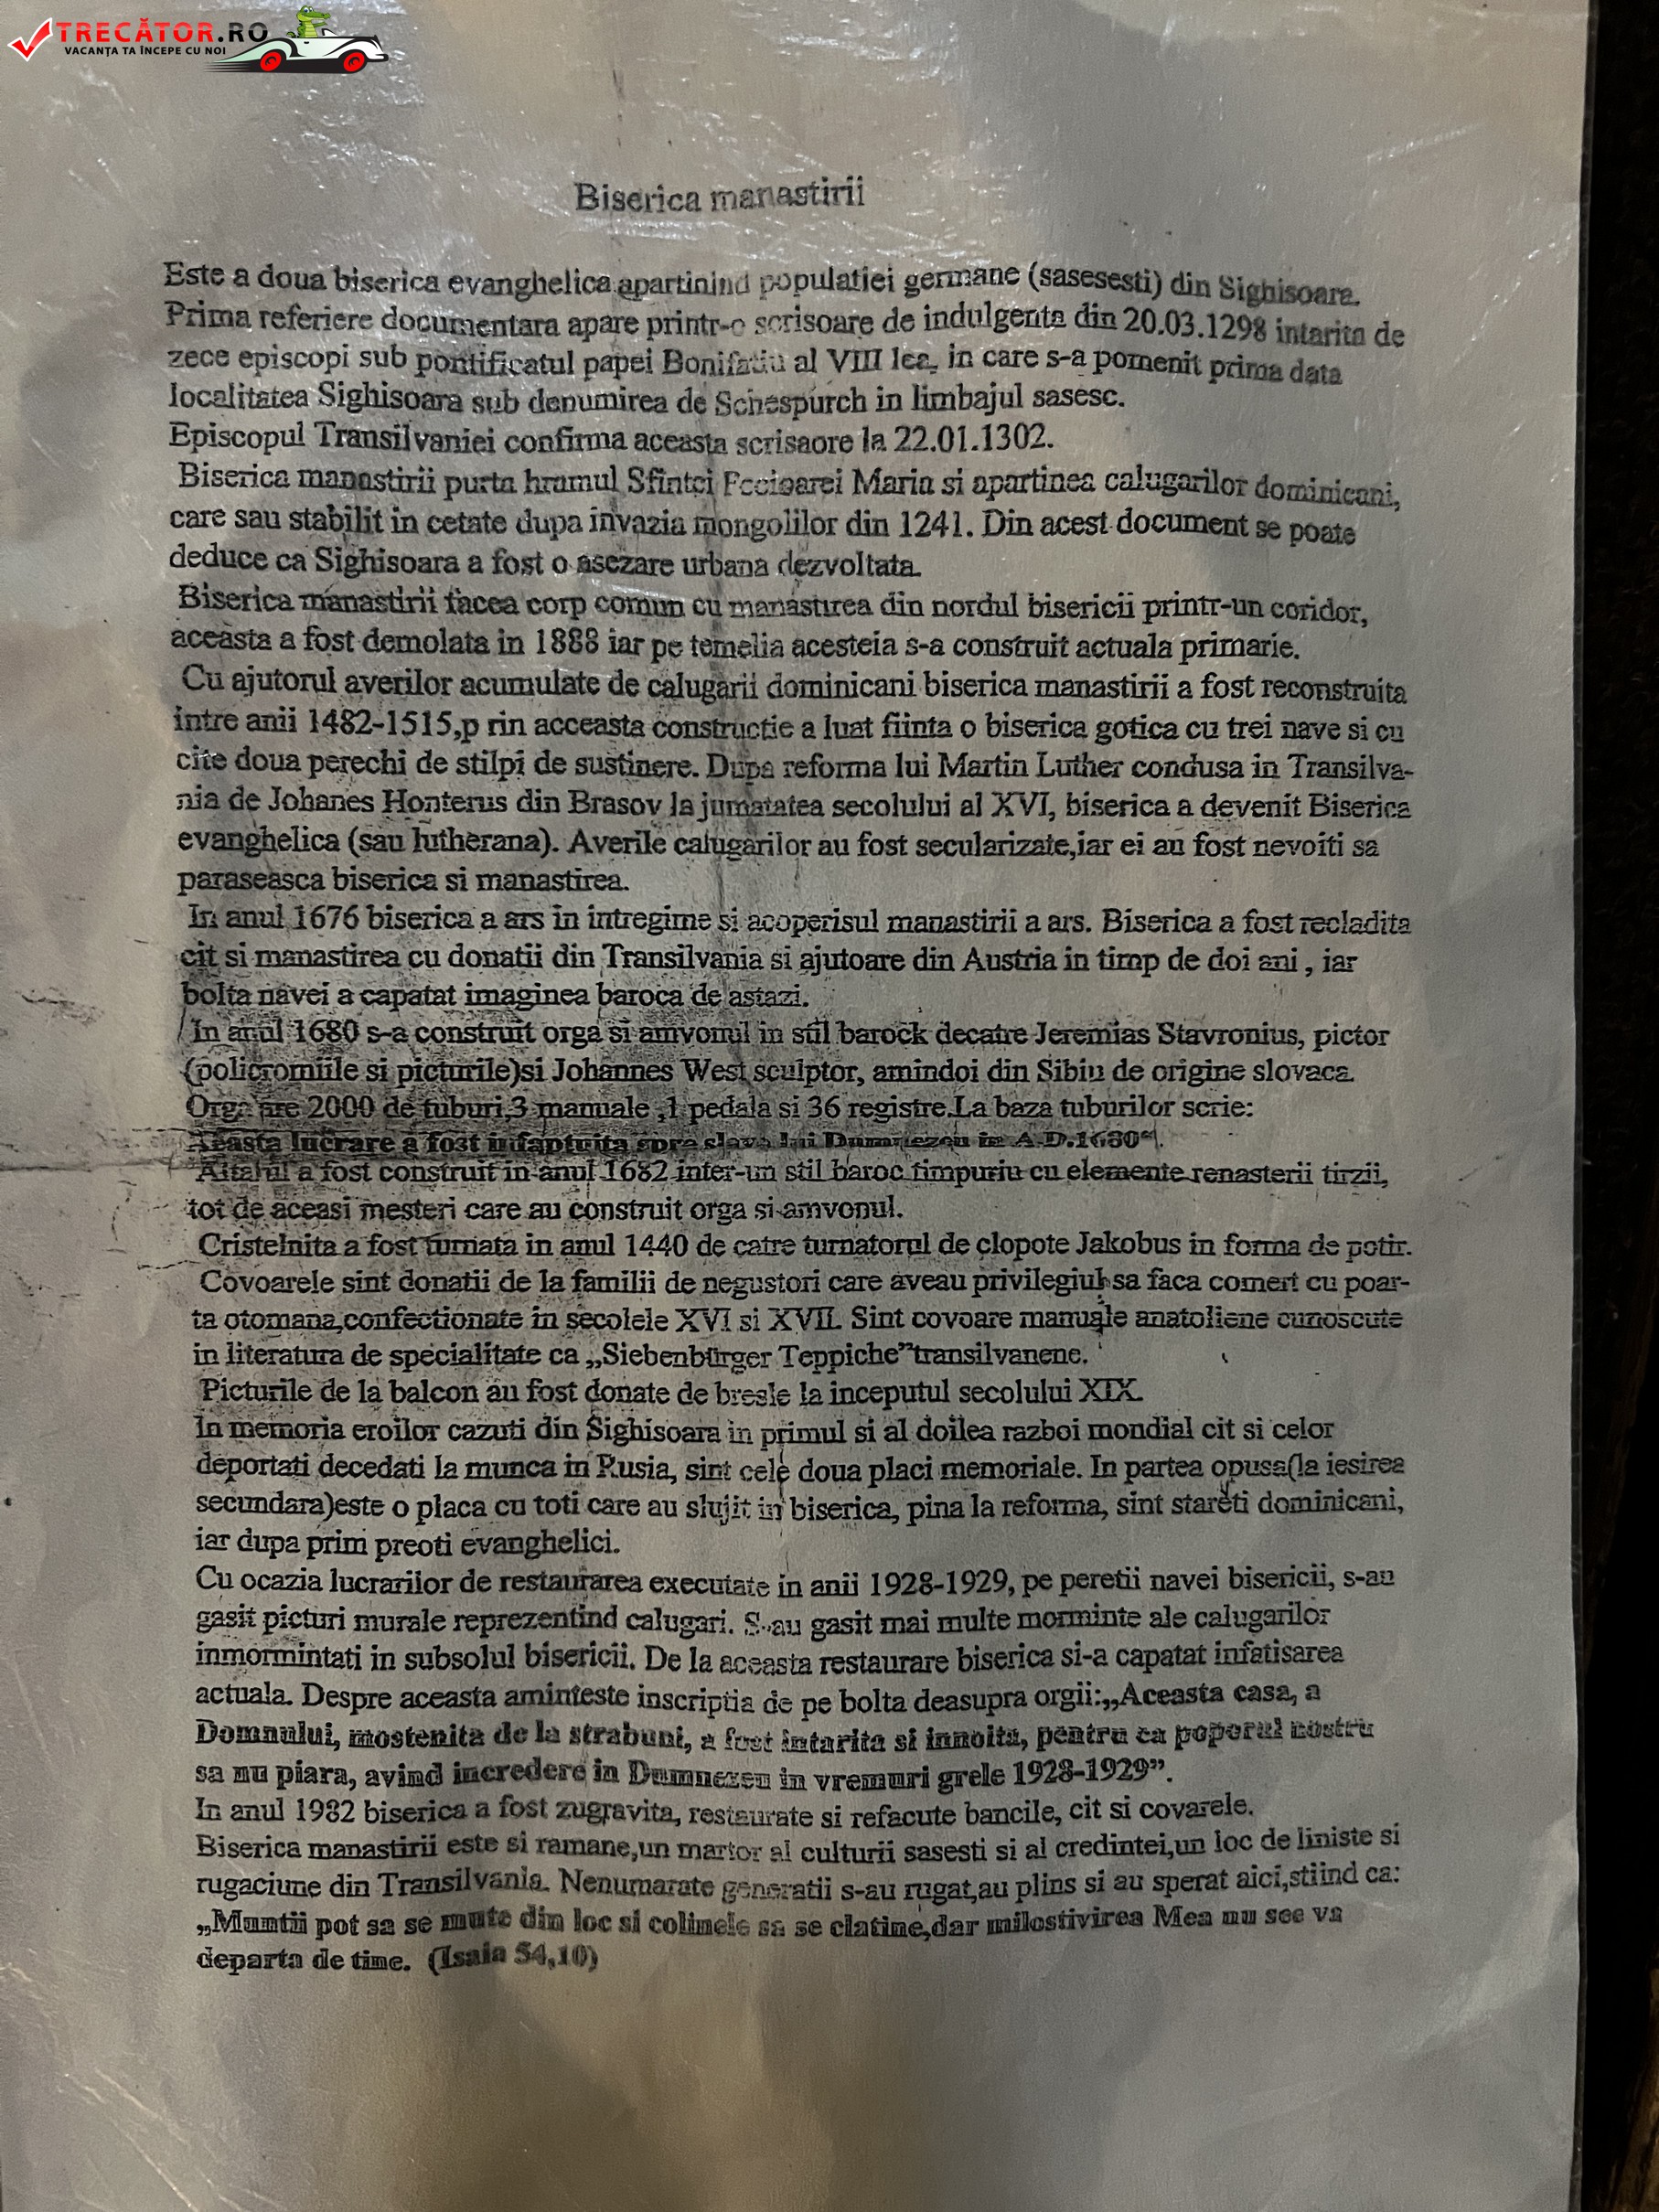 TRECĂTOR.RO
VACANȚA TA ÎNCEPE CU NOI
Biserica manastirii
Este a doua biserica evanghelica apartinind populatiei germane (sasesesti) din Sighisoara.
Prima referiere documentara apare printr-o scrisoare de indulgenta din 20.03.1298 intarita de
zece episcopi sub pontificatul papei Bonifatiu al VIII lea, in care s-a pomenit prima data
localitatea Sighisoara sub denumirea de Schespurch in limbajul sasesc.
Episcopul Transilvaniei confirma aceasta scrisaore la 22.01.1302.
Biserica manastirii purta hramul Sfintei Fecioarei Maria si apartinea calugarilor dominicani,
care sau stabilit in cetate dupa invazia mongolilor din 1241. Din acest document se poate
deduce ca Sighisoara a fost o asezare urbana dezvoltata.
Biserica manastirii facea corp comun cu manastirea din nordul bisericii printr-un coridor,
aceasta a fost demolata in 1888 iar pe temelia acesteia s-a construit actuala primarie.
Cu ajutorul averilor acumulate de calugarii dominicani biserica manastirii a fost reconstruita
intre anii 1482-1515,p rin acceasta constructie a luat fiinta o biserica gotica cu trei nave si cu
cite doua perechi de stilpi de sustinere. Dupa reforma lui Martin Luther condusa in Transilva-
nia de Johanes Honterus din Brasov la jumatatea secolului al XVI, biserica a devenit Biserica
evanghelica (sau lutherana). Averile calugarilor au fost secularizate,iar ei au fost nevoiti sa
paraseasca biserica si manastirea.
In anul 1676 biserica a ars in intregime si acoperisul manastirii a ars. Biserica a fost recladita
cit si manastirea cu donatii din Transilvania si ajutoare din Austria in timp de doi ani , iar
bolta navei a capatat imaginea baroca de astazi.
In anul 1680 s-a construit orga si amvonul in stil barock decatre Jeremias Stavronius, pictor
(policromiile si picturile)si Johannes West sculptor, amindoi din Sibiu de origine slovaca.
Orga are 2000 de tuburi,3 manuale ,1 pedala si 36 registre.La baza tuburilor scrie:
Aeasta lucrare a fost infaptuita spre slava lui Dumnezeu in A.D.1680“.
Altarul a fost construit in anul 1682 inter-un stil baroc timpuriu cu elemente renasterii tirzii,
tot de aceasi mesteri care au construit orga si amvonul.
Cristelnita a fost turnata in anul 1440 de catre turnatorul de clopote Jakobus in forma de potir.
Covoarele sint donatii de la familii de negustori care aveau privilegiul sa faca comert cu poar-
ta otomana,confectionate in secolele XVI si XVII. Sint covoare manuale anatoliene cunoscute
in literatura de specialitate ca „Siebenbürger Teppiche”transilvanene.
Picturile de la balcon au fost donate de bresle la inceputul secolului XIX.
In memoria eroilor cazuti din Sighisoara in primul si al doilea razboi mondial cit si celor
deportati decedati la munca in Rusia, sint cele doua placi memoriale. In partea opusa(la iesirea
secundara)este o placa cu toti care au slujit in biserica, pina la reforma, sint stareti dominicani,
iar dupa prim preoti evanghelici.
Cu ocazia lucrarilor de restaurarea executate in anii 1928-1929, pe peretii navei bisericii, s-au
gasit picturi murale reprezentind calugari. S-au gasit mai multe morminte ale calugarilor
inmormintati in subsolul bisericii. De la aceasta restaurare biserica si-a capatat infatisarea
actuala. Despre aceasta aminteste inscriptia de pe bolta deasupra orgii:„Aceasta casa, a
Domnului, mostenita de la strabuni, a fost intarita si innoita, pentru ca poporul nostru
sa nu piara, avind incredere in Dumnezeu in vremuri grele 1928-1929”.
In anul 1982 biserica a fost zugravita, restaurate si refacute bancile, cit si covarele.
Biserica manastirii este si ramane,un martor al culturii sasesti si al credintei,un loc de liniste si
rugaciune din Transilvania. Nenumarate generatii s-au rugat,au plins si au sperat aici,stiind ca:
„Muntii pot sa se mute din loc si colinele sa se clatine,dar milostivirea Mea nu see va
departa de tine. (Isaia 54,10)